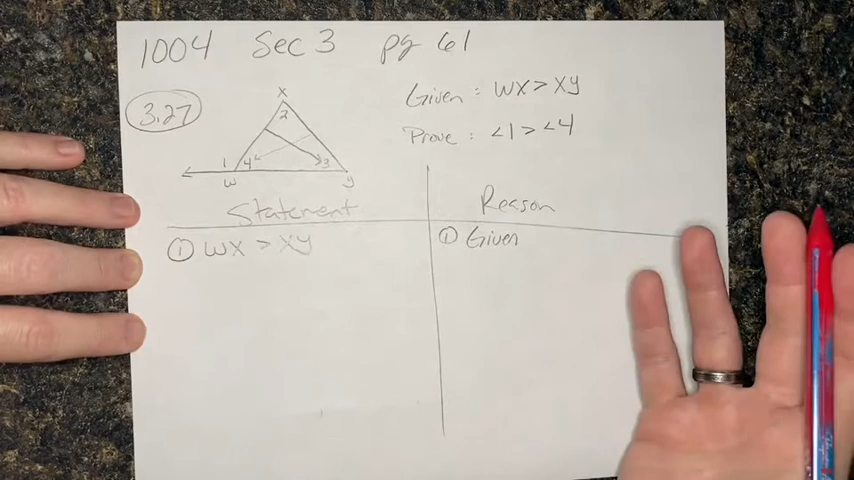 1004 Sec 3 pg 61
3.27
Given : WX > XY
Prove : ∠1 > ∠4
X
2
1 4 3
W Y
Statement Reason
① WX > XY ① Given